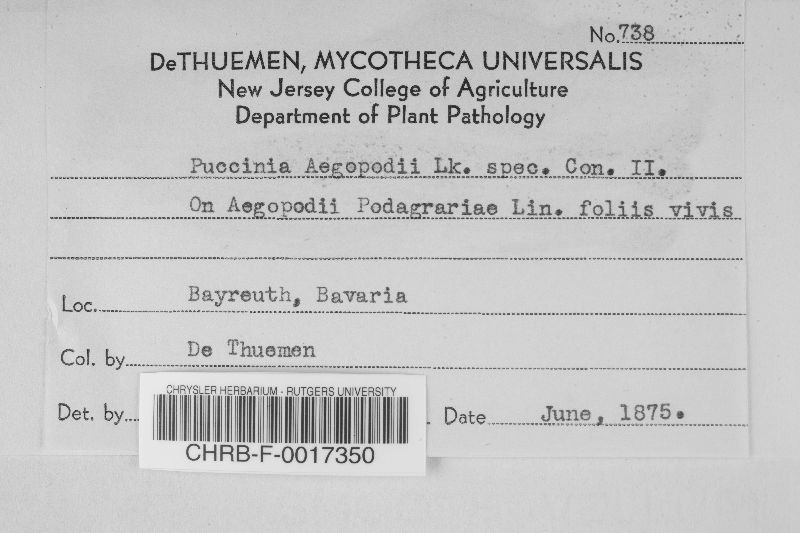 No. 738
DeTHUEMEN, MYCOTHECA UNIVERSALIS
New Jersey College of Agriculture
Department of Plant Pathology
Puccinia Aegopodii Lk. spec. Con. II.
On Aegopodii Podagrariae Lin. foliis vivis
Loc. Bayreuth, Bavaria
Col. by De Thuemen
Det. by Date June, 1875.
CHRYSLER HERBARIUM - RUTGERS UNIVERSITY
CHRB-F-0017350